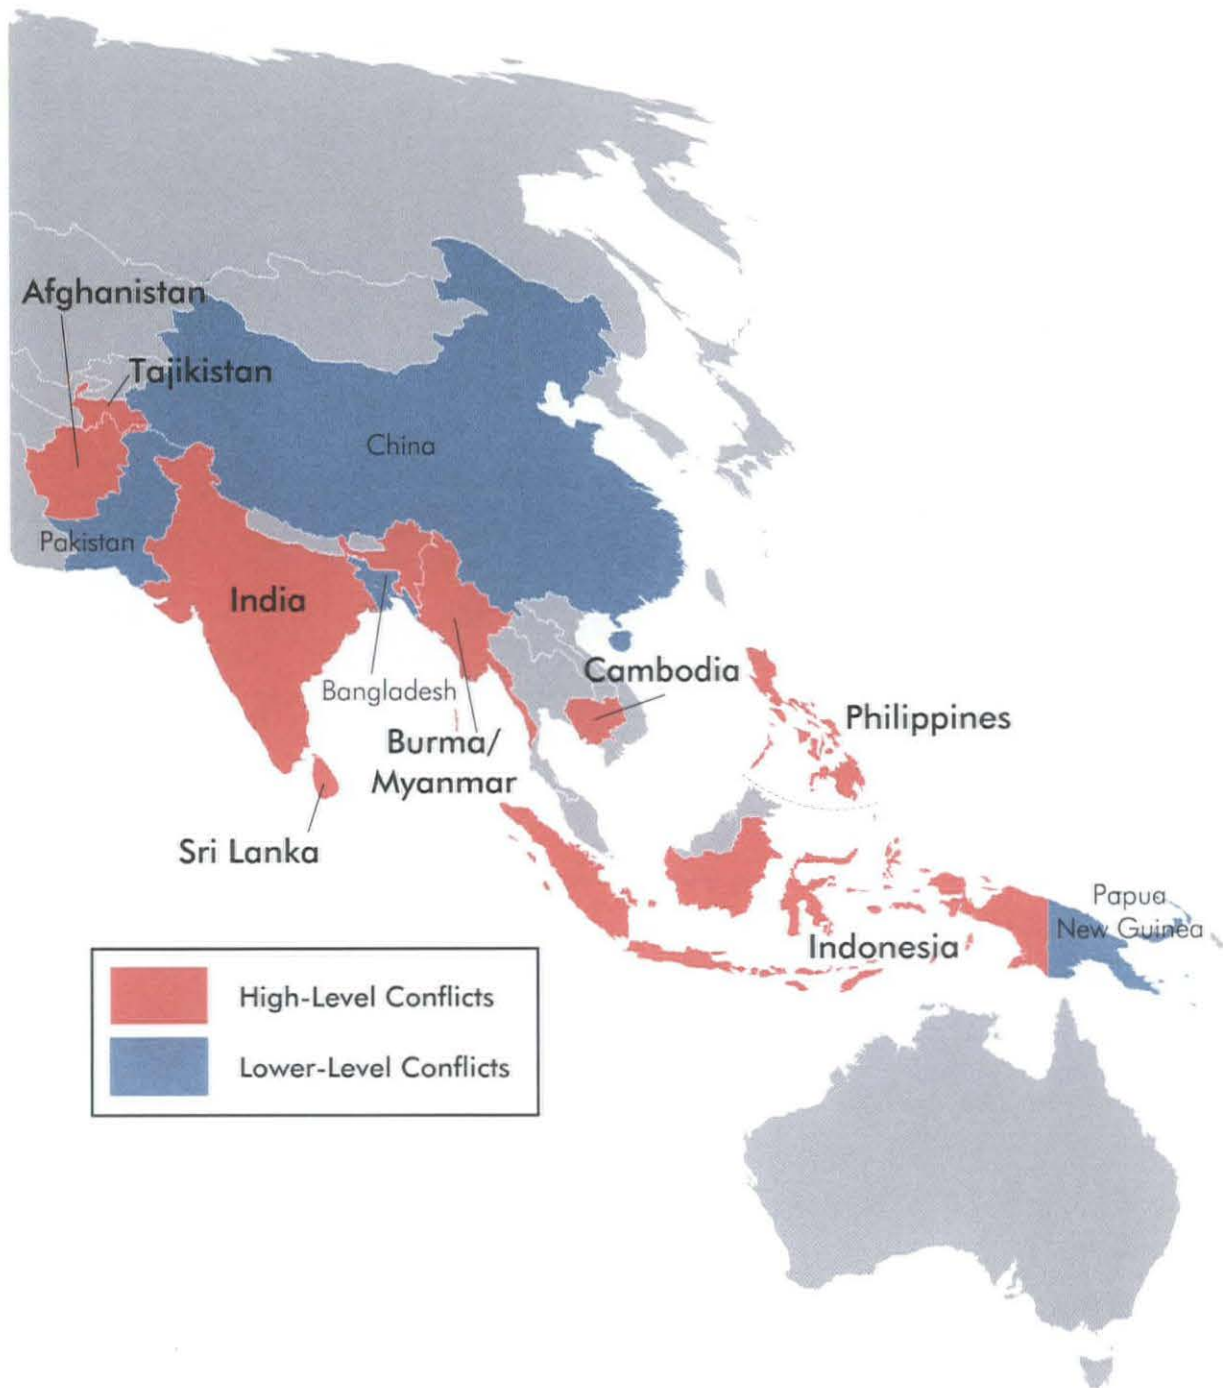 Afghanistan
Tajikistan
China
Pakistan
India
Bangladesh
Cambodia
Philippines
Burma/
Myanmar
Sri Lanka
Papua
New Guinea
Indonesia
High-Level Conflicts
Lower-Level Conflicts